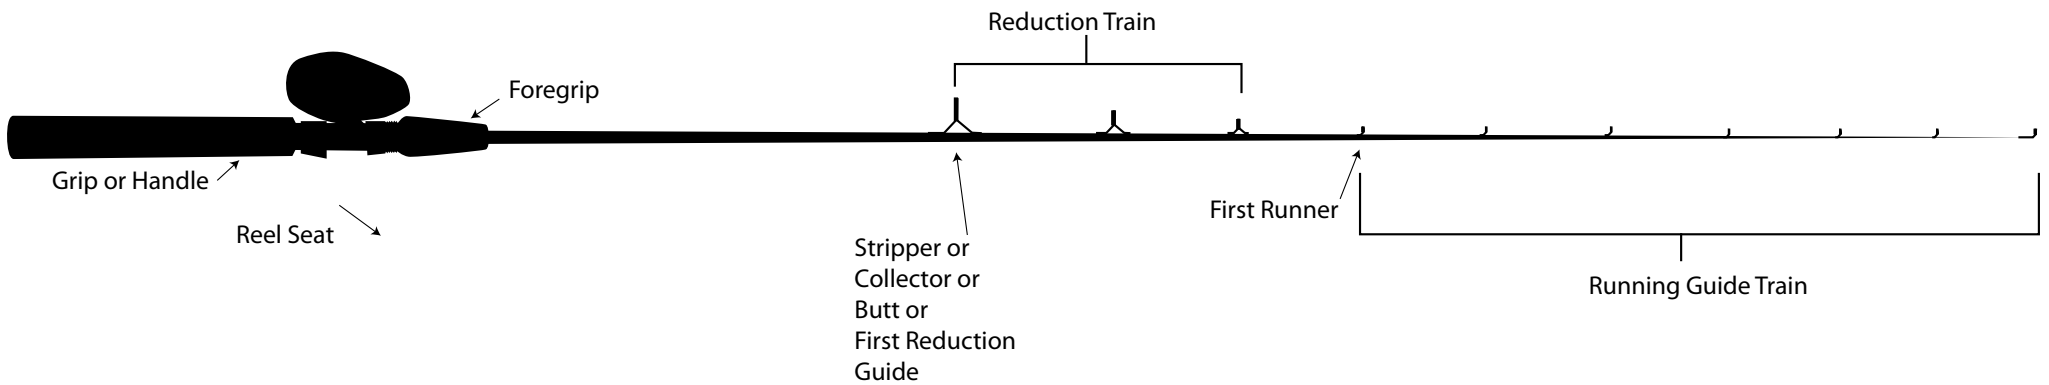 Reduction Train
Foregrip
Grip or Handle
Reel Seat
First Runner
Stripper or
Collector or
Butt or
First Reduction
Guide
Running Guide Train